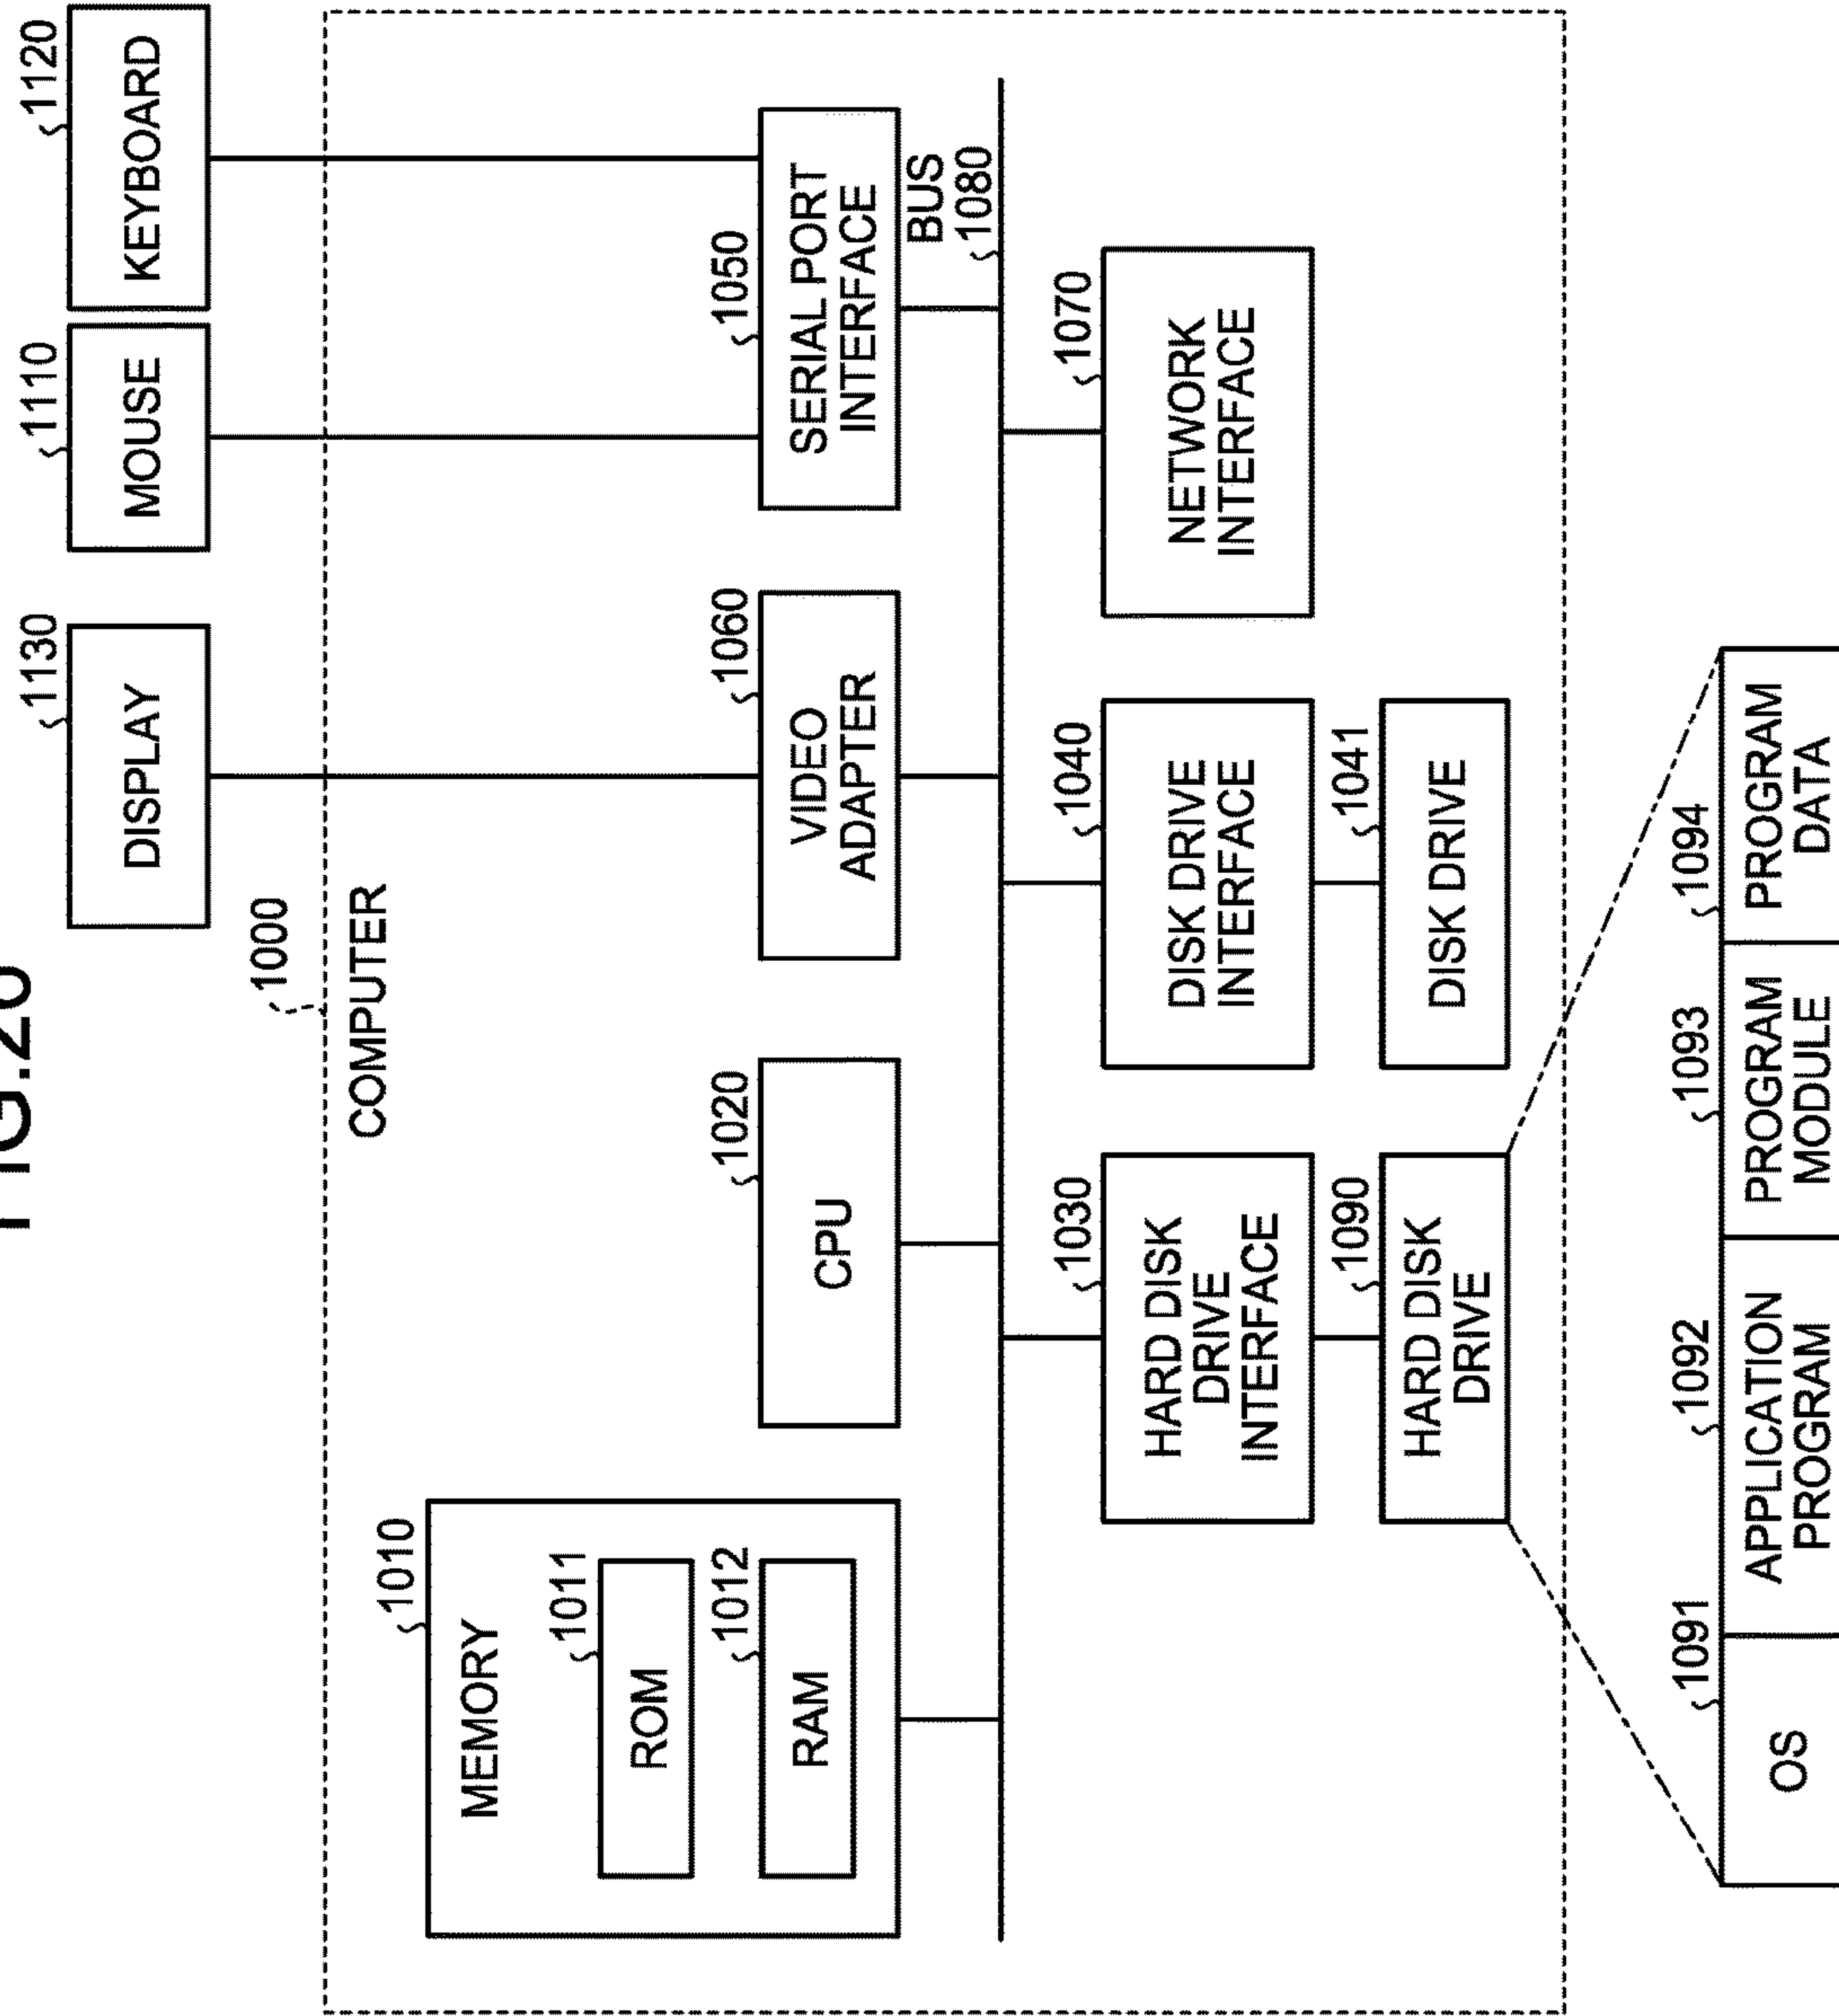 1130
DISPLAY
1110
MOUSE
1120
KEYBOARD
1000
COMPUTER
1010
MEMORY
1011
ROM
1012
RAM
1020
CPU
1060
VIDEO
ADAPTER
1050
SERIAL PORT
INTERFACE
BUS
1080
1030
HARD DISK
DRIVE
INTERFACE
1040
DISK DRIVE
INTERFACE
1070
NETWORK
INTERFACE
1090
HARD DISK
DRIVE
1041
DISK DRIVE
1091
OS
1092
APPLICATION
PROGRAM
1093
PROGRAM
MODULE
1094
PROGRAM
DATA